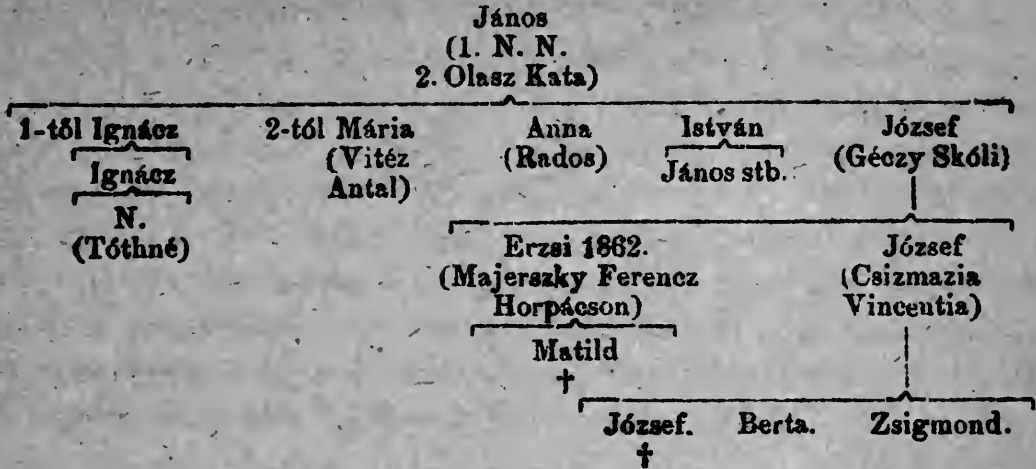 János
(1. N. N.
2. Olasz Kata)
1-től Ignácz 2-tól Mária Anna István József
(Vitéz (Rados) János stb. (Géczy Skóli)
Ignácz Antal)
N.
(Tóthné)
Erzsi 1862. József
(Majerszky Ferencz (Csizmazia
Horpácson) Vincentia)
Matild
†
József. Berta. Zsigmond.
†